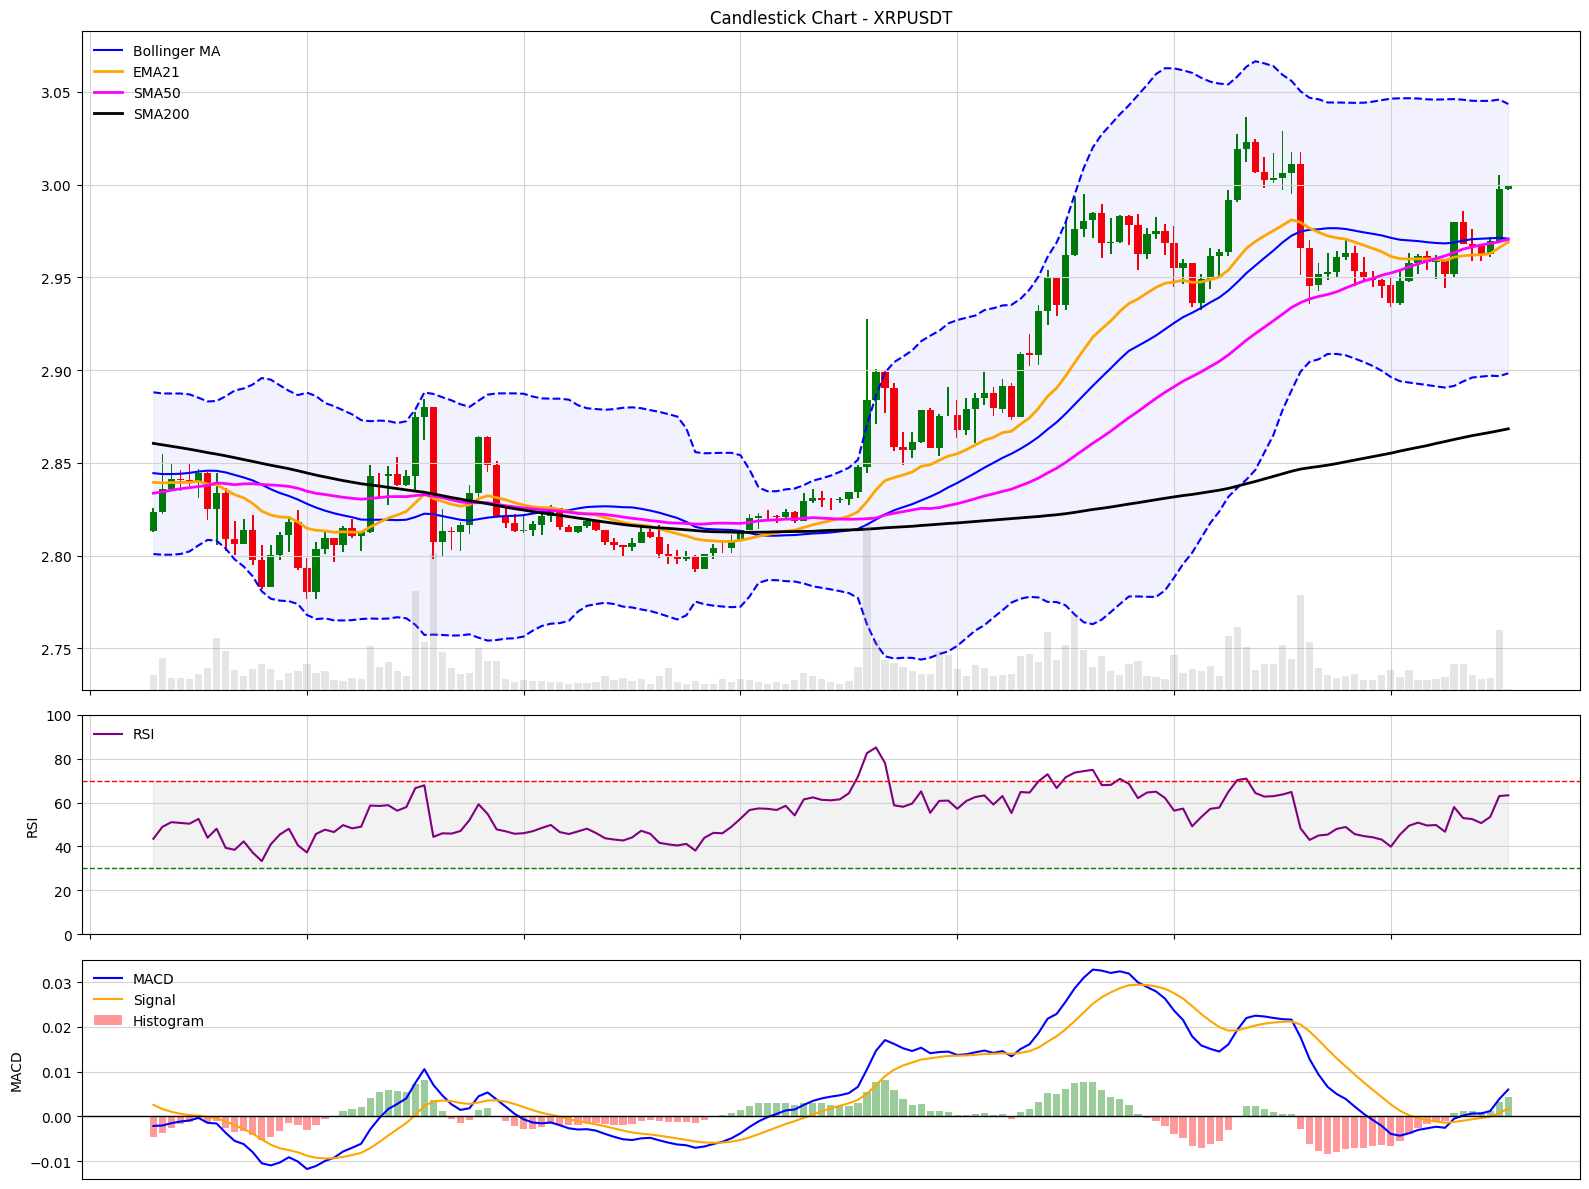 Candlestick Chart - XRPUSDT
Bollinger MA
EMA21
SMA50
SMA200
3.05
3.00
2.95
2.90
2.85
2.80
2.75
RSI
100
80
60
40
20
0
RSI
MACD
Signal
Histogram
0.03
0.02
0.01
0.00
−0.01
MACD